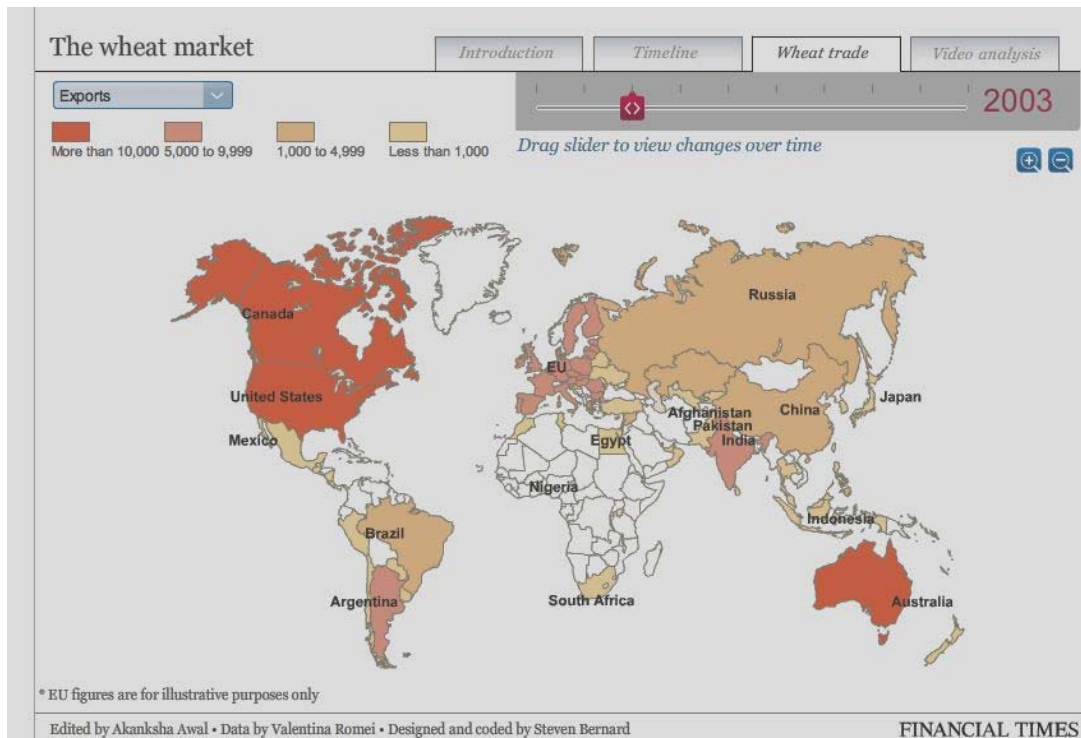 The wheat market
Introduction
Timeline
Wheat trade
Video analysis
Exports
2003
More than 10,000
5,000 to 9,999
1,000 to 4,999
Less than 1,000
Drag slider to view changes over time
Russia
Canada
EU
United States
Afghanistan
China
Japan
Pakistan
Mexico
Egypt
India
Nigeria
Indonesia
Brazil
Argentina
South Africa
Australia
* EU figures are for illustrative purposes only
Edited by Akanksha Awal • Data by Valentina Romei • Designed and coded by Steven Bernard
FINANCIAL TIMES